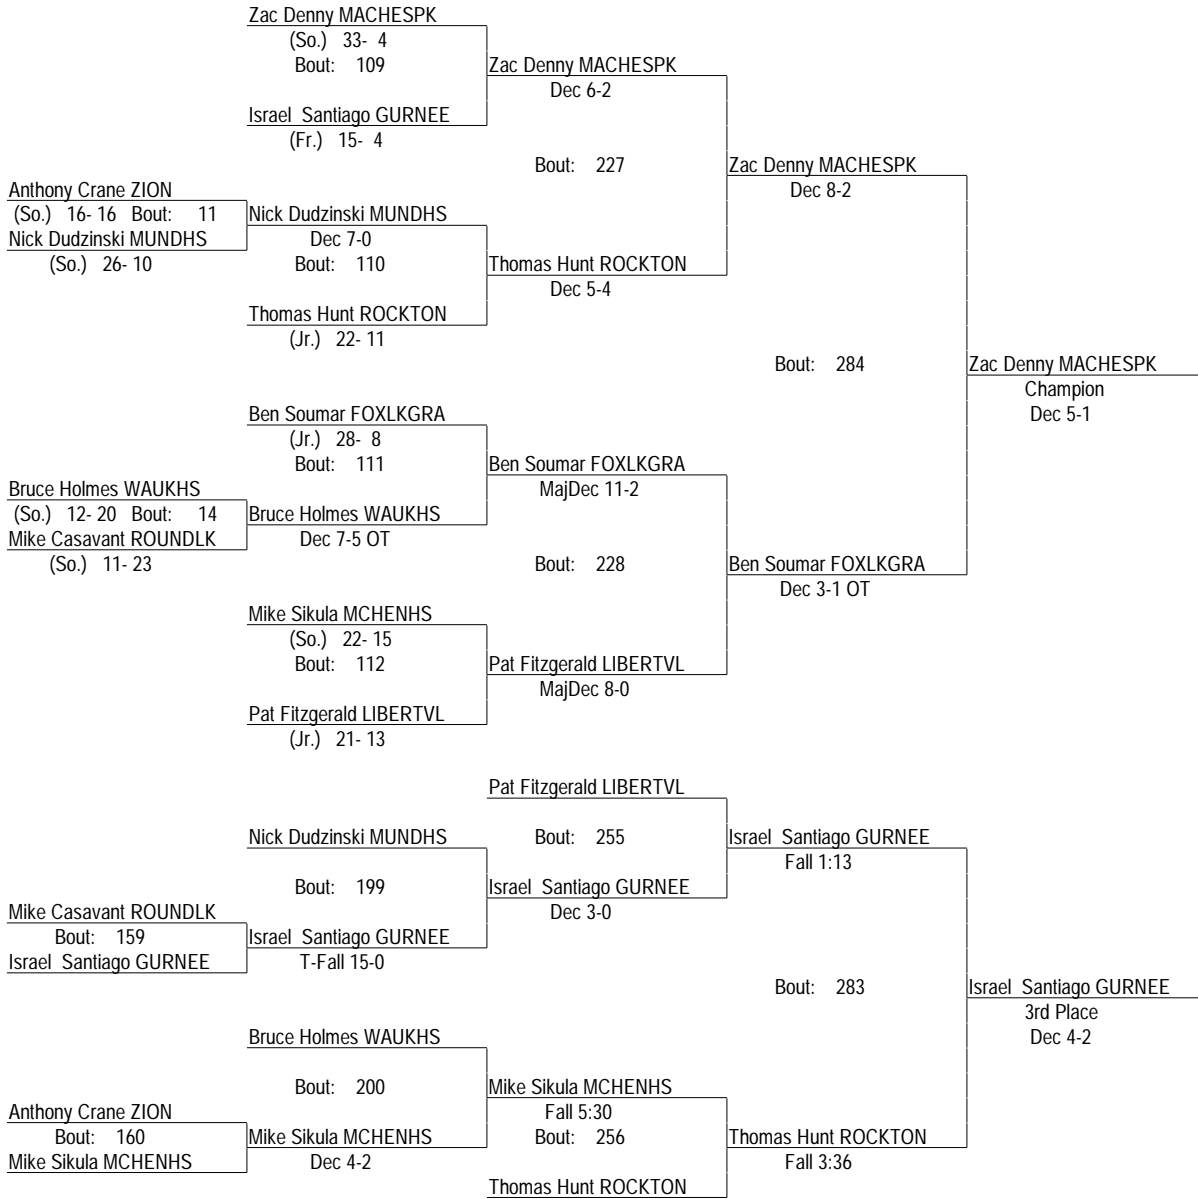 Zac Denny MACHESPK
(So.) 33- 4
Bout: 109
Zac Denny MACHESPK
Dec 6-2
Israel Santiago GURNEE
(Fr.) 15- 4
Bout: 227
Zac Denny MACHESPK
Dec 8-2
Anthony Crane ZION
(So.) 16- 16 Bout: 11
Nick Dudzinski MUNDHS
Nick Dudzinski MUNDHS
(So.) 26- 10
Dec 7-0
Bout: 110
Thomas Hunt ROCKTON
Dec 5-4
Thomas Hunt ROCKTON
(Jr.) 22- 11
Bout: 284
Zac Denny MACHESPK
Champion
Dec 5-1
Ben Soumar FOXLKGRA
(Jr.) 28- 8
Bout: 111
Ben Soumar FOXLKGRA
MajDec 11-2
Bruce Holmes WAUKHS
(So.) 12- 20 Bout: 14
Bruce Holmes WAUKHS
Mike Casavant ROUNDLK
Dec 7-5 OT
(So.) 11- 23
Bout: 228
Ben Soumar FOXLKGRA
Dec 3-1 OT
Mike Sikula MCHENHS
(So.) 22- 15
Bout: 112
Pat Fitzgerald LIBERTVL
MajDec 8-0
Pat Fitzgerald LIBERTVL
(Jr.) 21- 13
Pat Fitzgerald LIBERTVL
Nick Dudzinski MUNDHS
Bout: 255
Israel Santiago GURNEE
Fall 1:13
Bout: 199
Israel Santiago GURNEE
Dec 3-0
Mike Casavant ROUNDLK
Bout: 159
Israel Santiago GURNEE
Israel Santiago GURNEE
T-Fall 15-0
Bout: 283
Israel Santiago GURNEE
3rd Place
Dec 4-2
Bruce Holmes WAUKHS
Bout: 200
Mike Sikula MCHENHS
Fall 5:30
Anthony Crane ZION
Bout: 160
Mike Sikula MCHENHS
Mike Sikula MCHENHS
Dec 4-2
Bout: 256
Thomas Hunt ROCKTON
Fall 3:36
Thomas Hunt ROCKTON